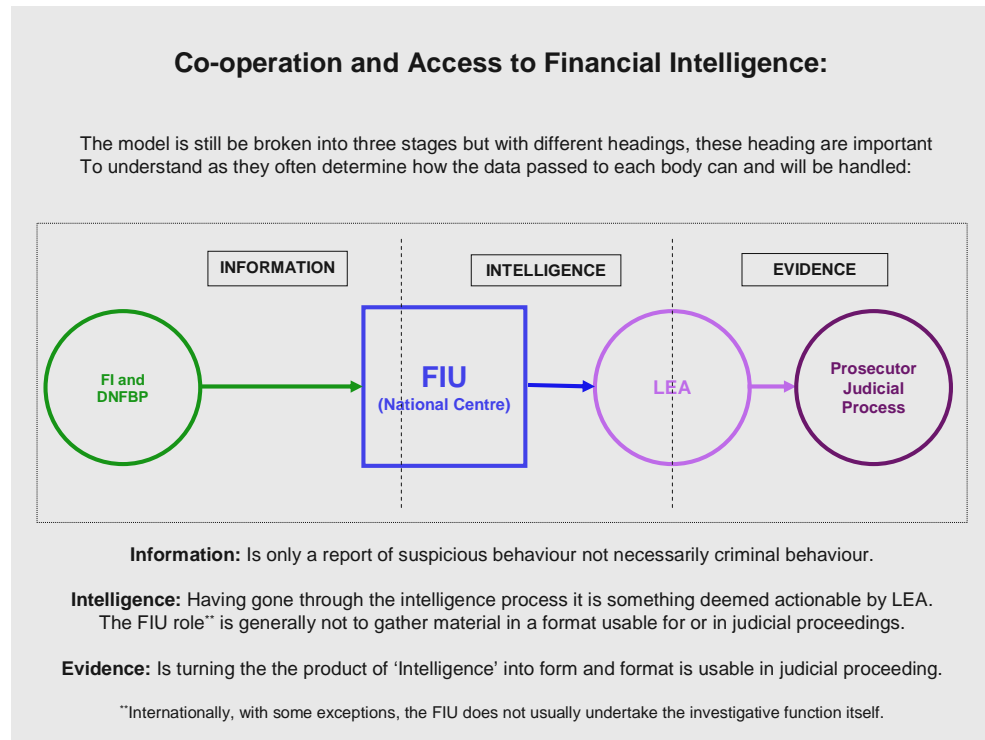 Co-operation and Access to Financial Intelligence:
The model is still be broken into three stages but with different headings, these heading are important
To understand as they often determine how the data passed to each body can and will be handled:
INFORMATION
INTELLIGENCE
EVIDENCE
FI and
DNFBP
FIU
(National Centre)
LEA
Prosecutor
Judicial
Process
Information: Is only a report of suspicious behaviour not necessarily criminal behaviour.
Intelligence: Having gone through the intelligence process it is something deemed actionable by LEA.
The FIU role** is generally not to gather material in a format usable for or in judicial proceedings.
Evidence: Is turning the the product of ‘Intelligence’ into form and format is usable in judicial proceeding.
**Internationally, with some exceptions, the FIU does not usually undertake the investigative function itself.